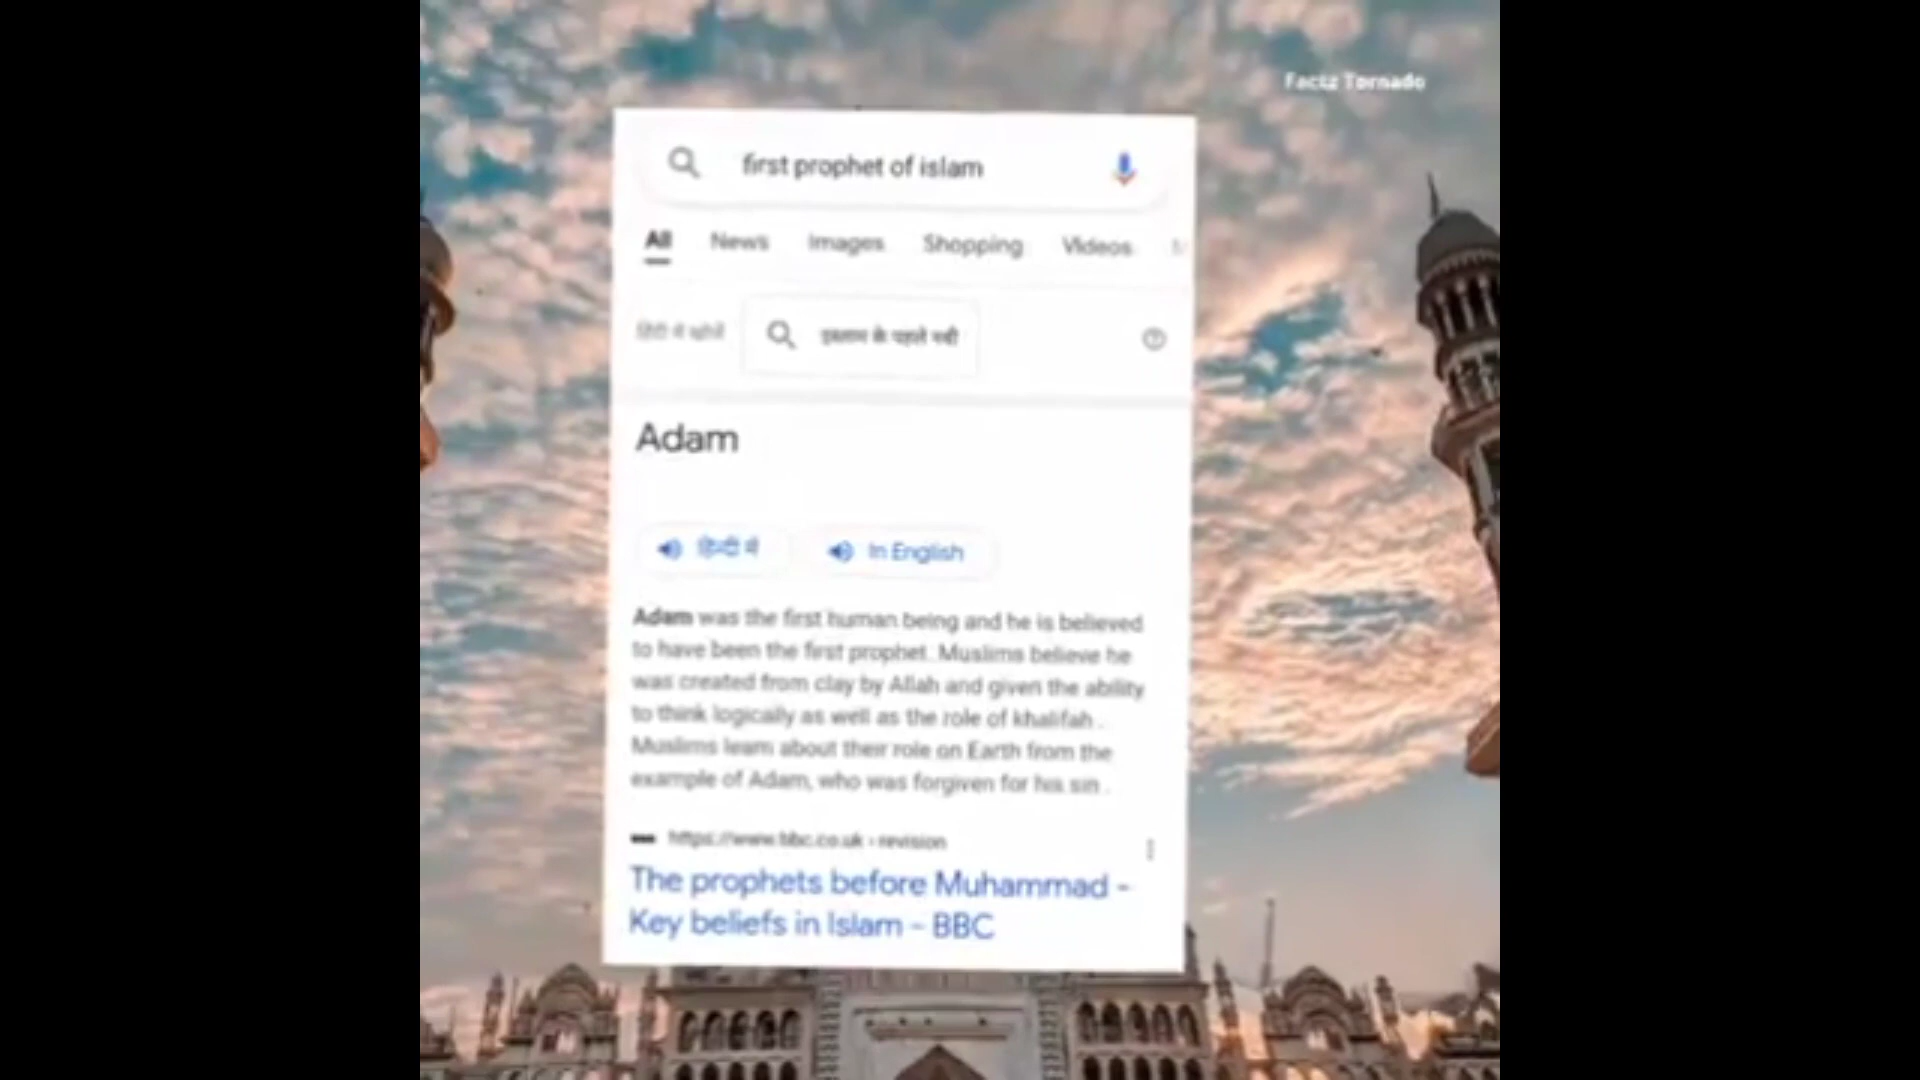 Factz Tornado
first prophet of islam
All News Images Shopping Videos
हिंदी में खोजें इस्लाम के पहले नबी
Adam
हिन्दी में In English
Adam was the first human being and he is believed
to have been the first prophet. Muslims believe he
was created from clay by Allah and given the ability
to think logically as well as the role of khalifah .
Muslims learn about their role on Earth from the
example of Adam, who was forgiven for his sin .
https://www.bbc.co.uk › revision
The prophets before Muhammad -
Key beliefs in Islam - BBC